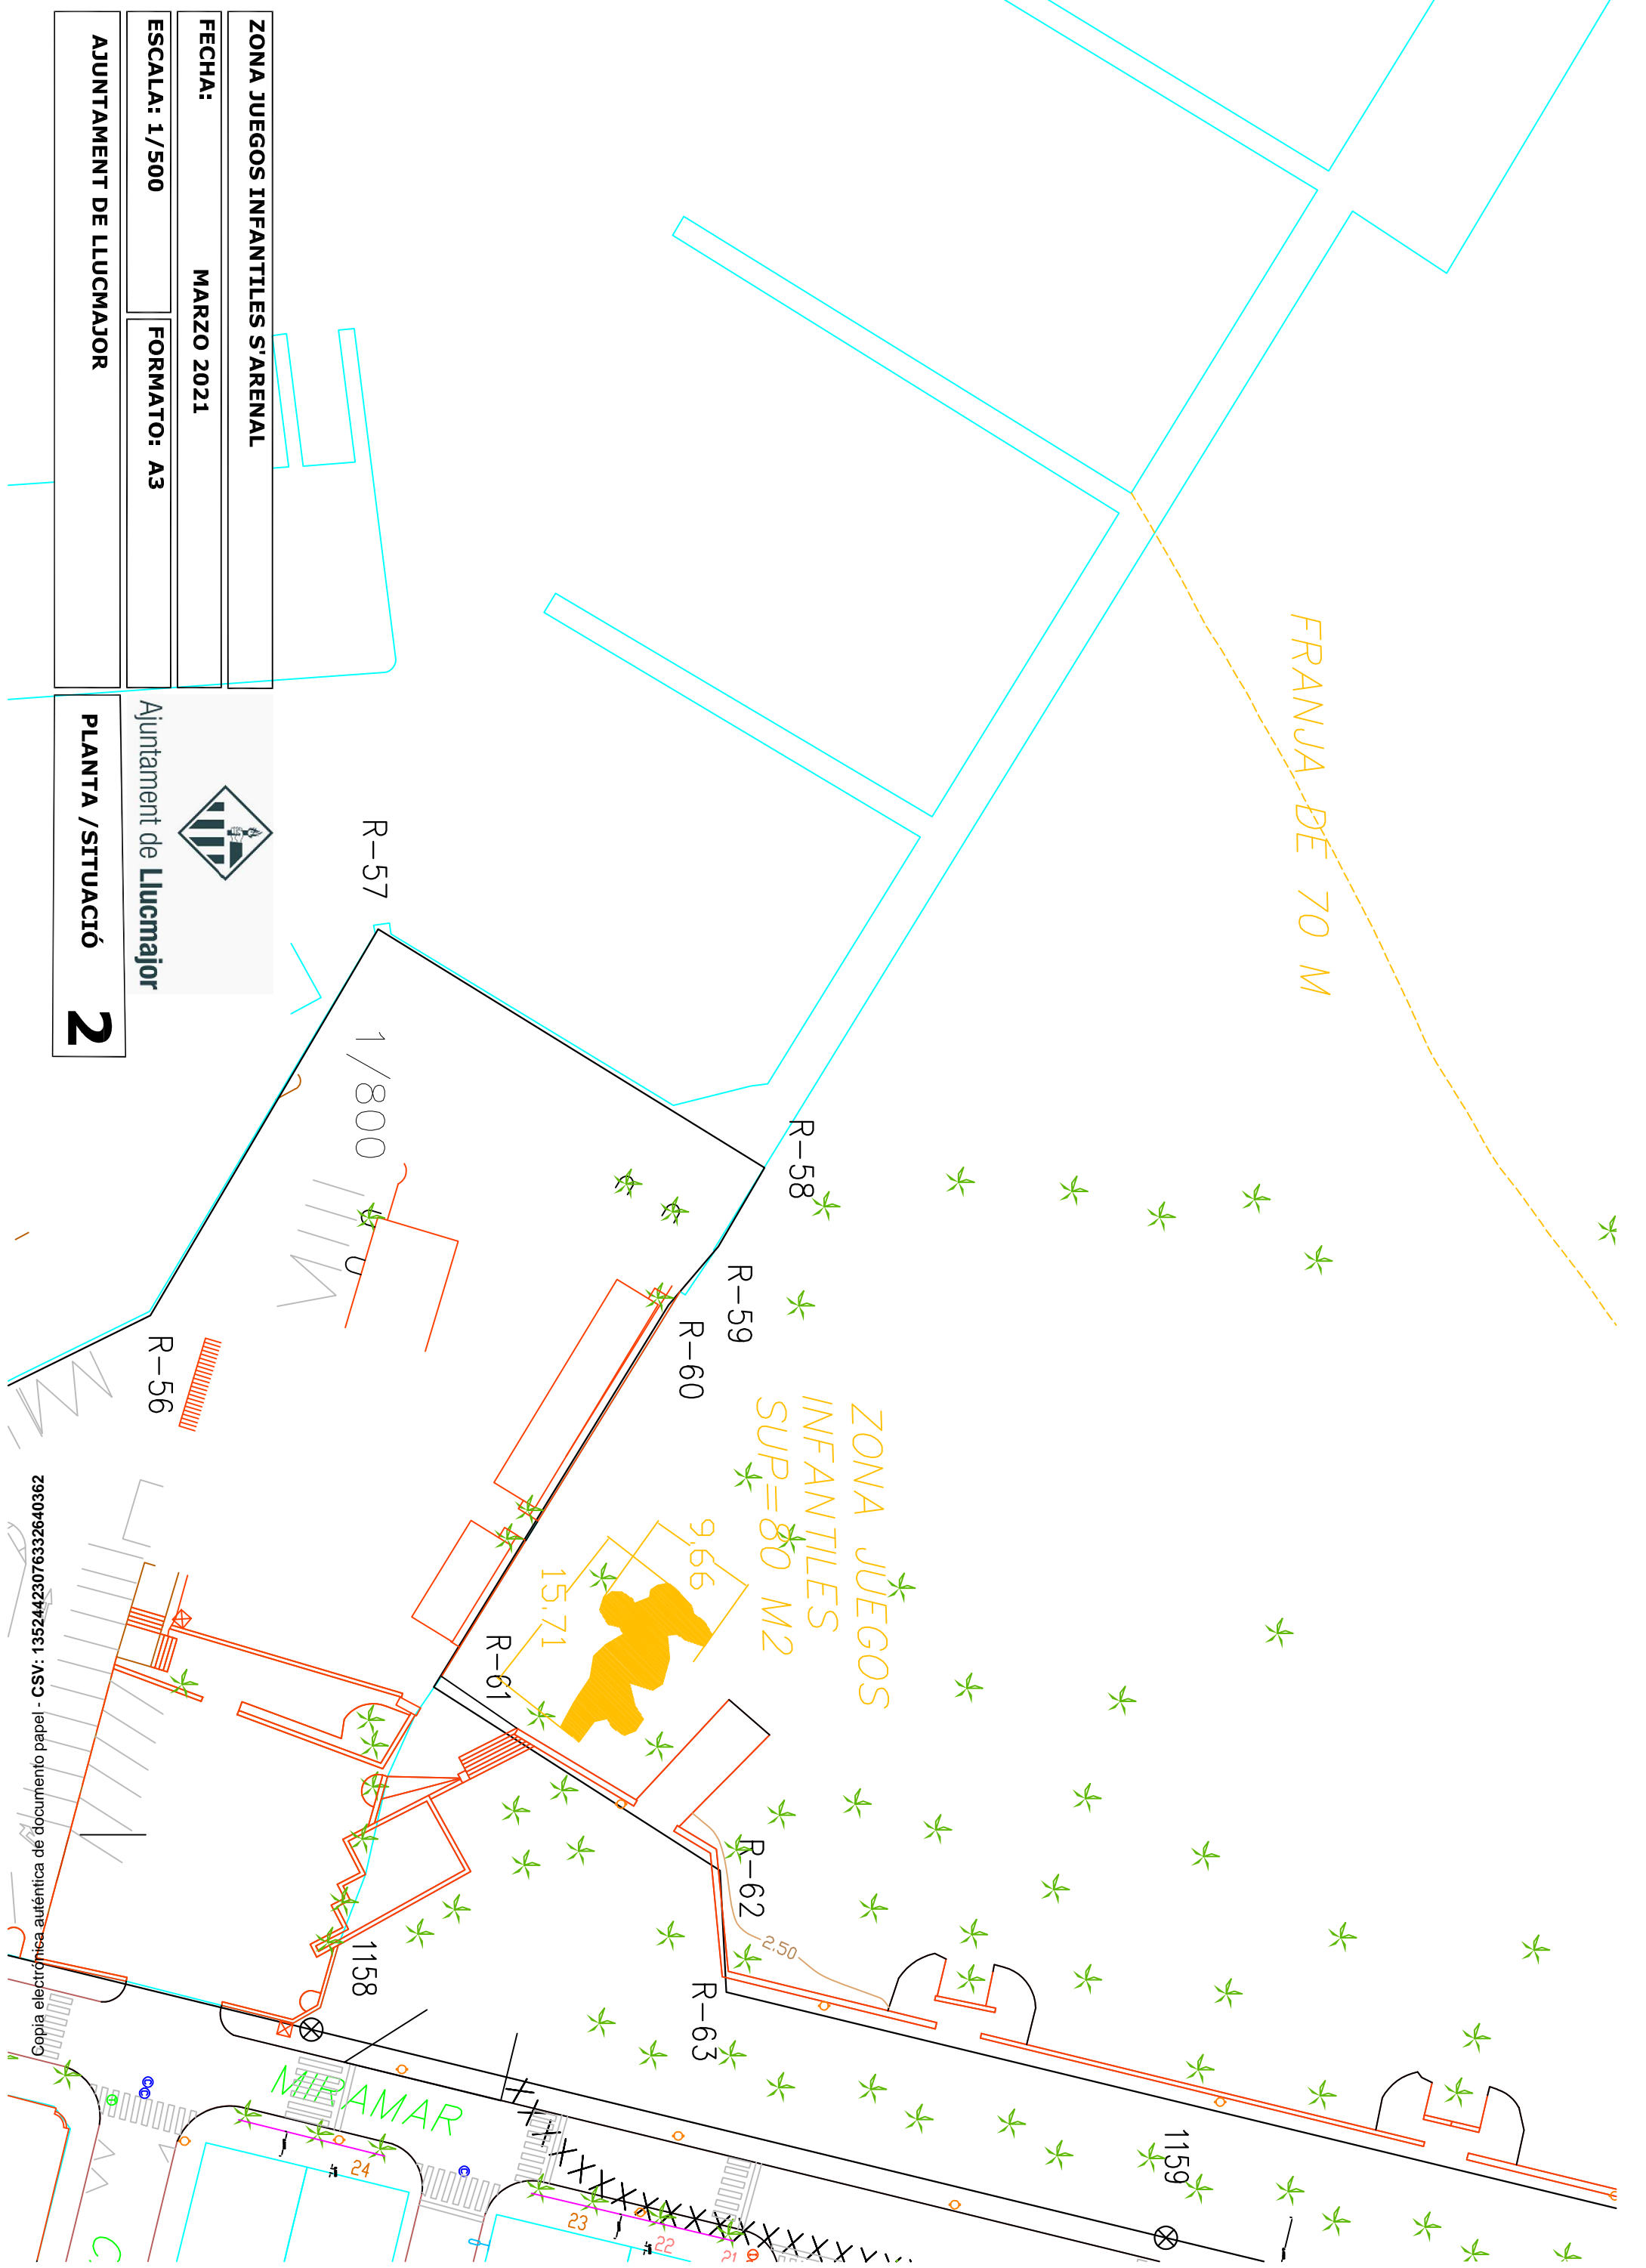 ZONA JUEGOS INFANTILES S'ARENAL
FECHA: MARZO 2021
ESCALA: 1/500
FORMATO: A3
AJUNTAMENT DE LLUCMAJOR
Ajuntament de Llucmajor
PLANTA /SITUACIÓ
2
FRANJA DE 70 M
R-57
1/800
R-58
R-59
R-60
R-56
ZONA JUEGOS
INFANTILES
SUP=80 M2
9,66
15,71
R-61
R-62
2.50
R-63
1158
1159
MIRAMAR
24
23
22
21
Copia electrónica auténtica de documento papel - CSV: 13524423076332640362